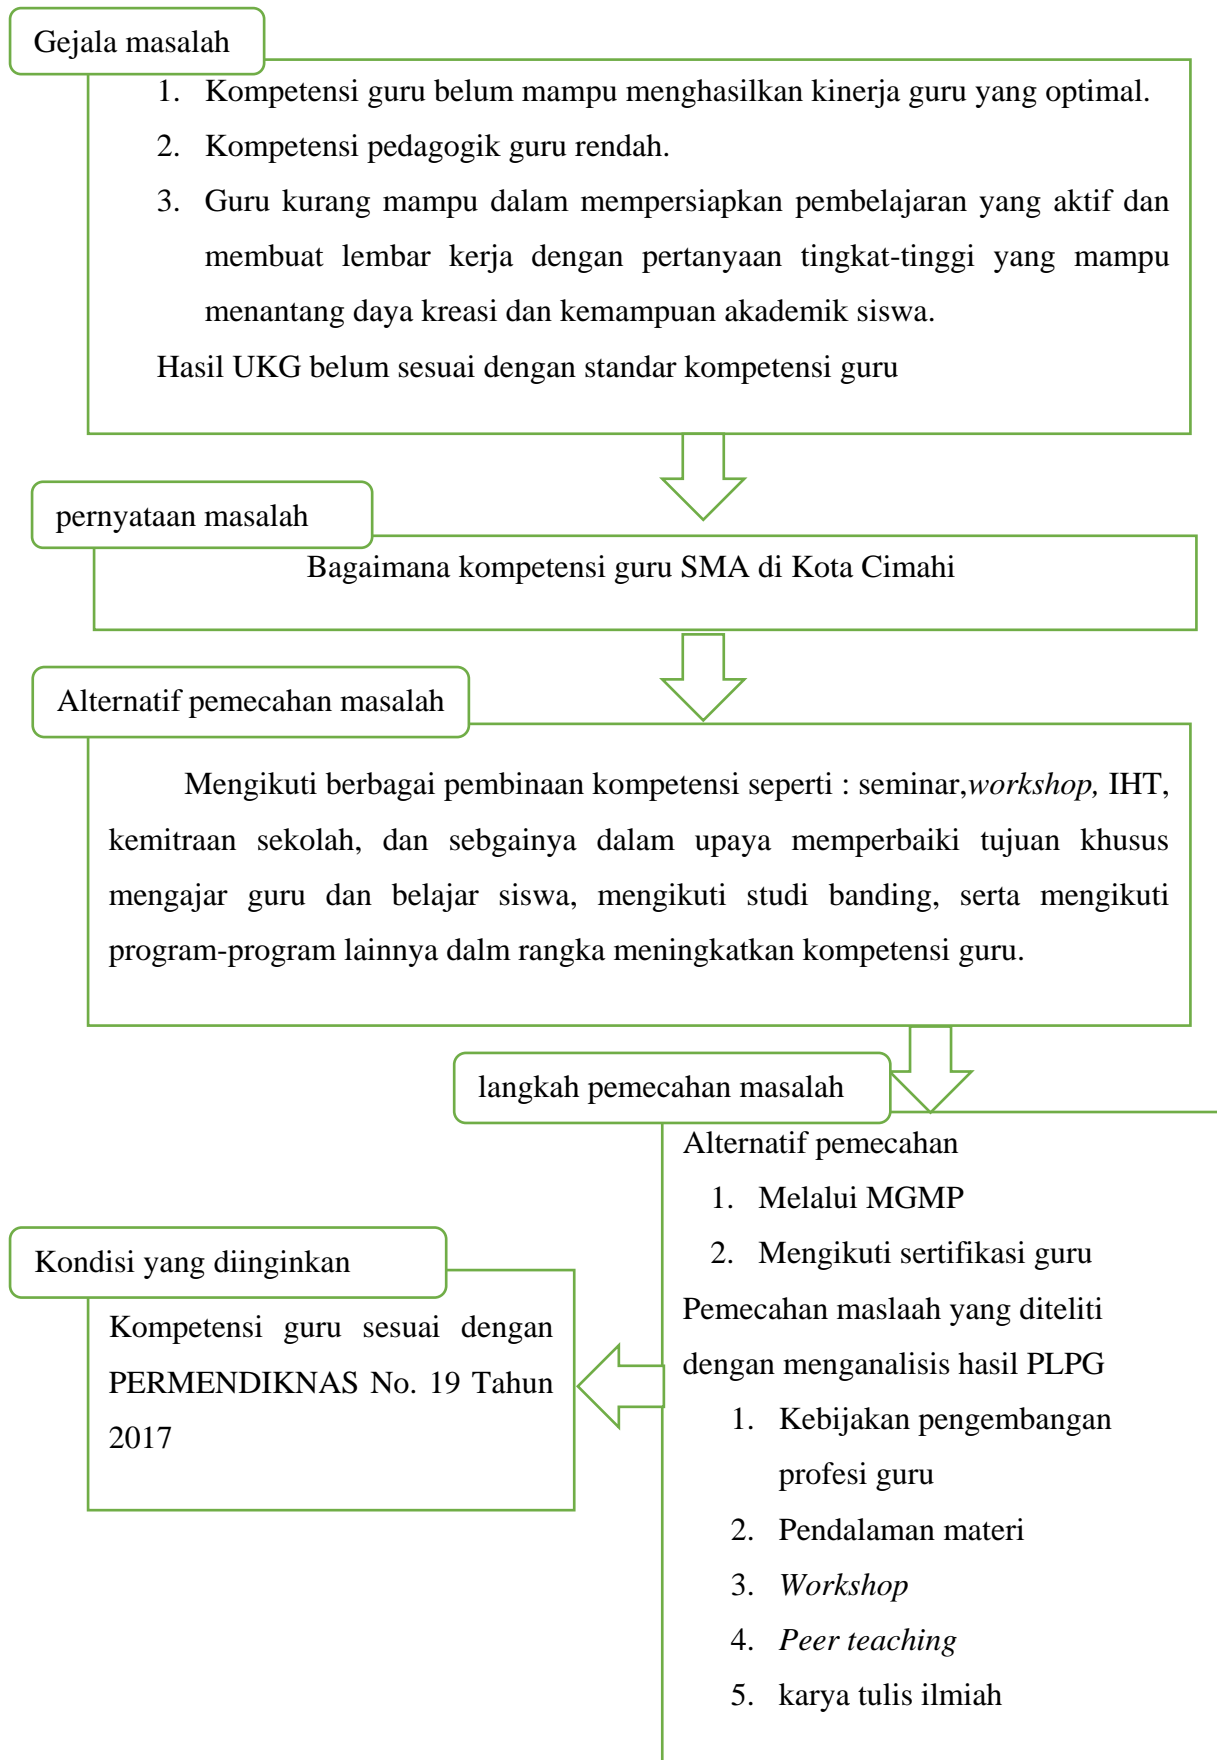 Gejala masalah
1. Kompetensi guru belum mampu menghasilkan kinerja guru yang optimal.
2. Kompetensi pedagogik guru rendah.
3. Guru kurang mampu dalam mempersiapkan pembelajaran yang aktif dan
membuat lembar kerja dengan pertanyaan tingkat-tinggi yang mampu
menantang daya kreasi dan kemampuan akademik siswa.
Hasil UKG belum sesuai dengan standar kompetensi guru
pernyataan masalah
Bagaimana kompetensi guru SMA di Kota Cimahi
Alternatif pemecahan masalah
Mengikuti berbagai pembinaan kompetensi seperti : seminar,workshop, IHT,
kemitraan sekolah, dan sebgainya dalam upaya memperbaiki tujuan khusus
mengajar guru dan belajar siswa, mengikuti studi banding, serta mengikuti
program-program lainnya dalm rangka meningkatkan kompetensi guru.
langkah pemecahan masalah
Alternatif pemecahan
1. Melalui MGMP
2. Mengikuti sertifikasi guru
Pemecahan maslaah yang diteliti
dengan menganalisis hasil PLPG
1. Kebijakan pengembangan
profesi guru
2. Pendalaman materi
3. Workshop
4. Peer teaching
5. karya tulis ilmiah
Kondisi yang diinginkan
Kompetensi guru sesuai dengan
PERMENDIKNAS No. 19 Tahun
2017